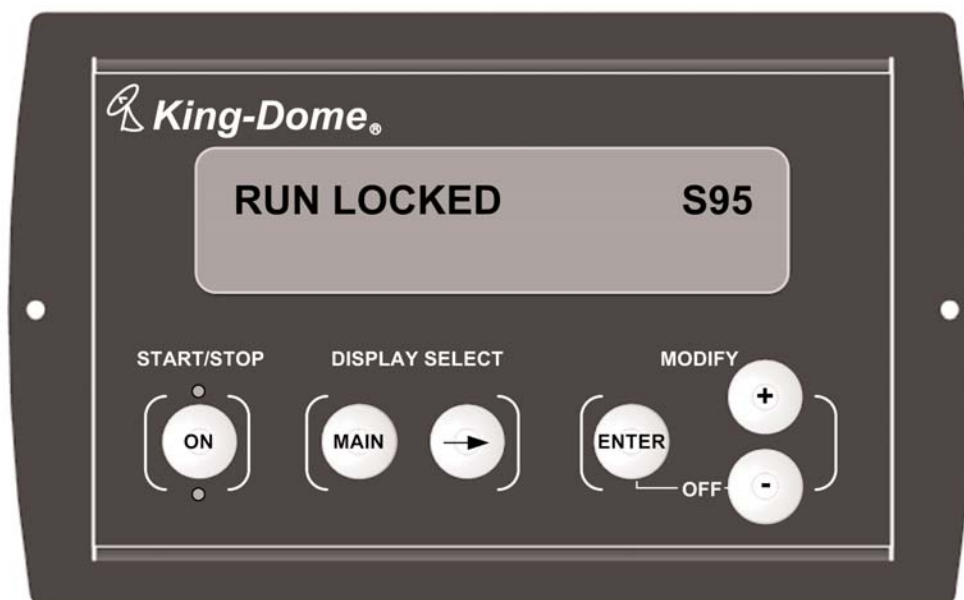 King-Dome®
RUN LOCKED S95
START/STOP DISPLAY SELECT MODIFY
+
ON MAIN ENTER
OFF -